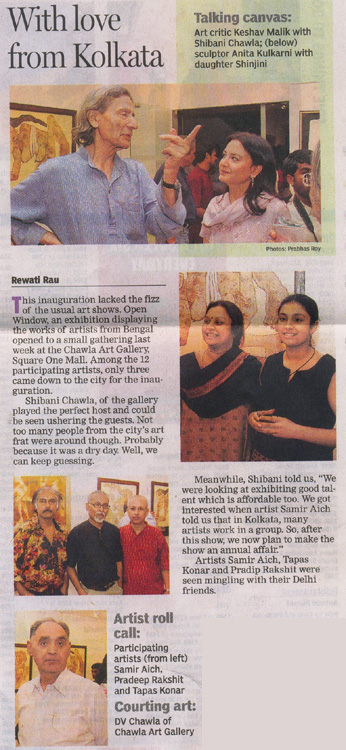 With love
from Kolkata
Talking canvas:
Art critic Keshav Malik with
Shibani Chawla; (below)
sculptor Anita Kulkarni with
daughter Shinjini
Photos: Prabhas Roy
Rewati Rau
This inauguration lacked the fizz
of the usual art shows. Open
Window, an exhibition displaying
the works of artists from Bengal
opened to a small gathering last
week at the Chawla Art Gallery,
Square One Mall. Among the 12
participating artists, only three
came down to the city for the inau-
guration.
Shibani Chawla, of the gallery
played the perfect host and could
be seen ushering the guests. Not
too many people from the city's art
frat were around though. Probably
because it was a dry day. Well, we
can keep guessing.
Meanwhile, Shibani told us, "We
were looking at exhibiting good tal-
ent which is affordable too. We got
interested when artist Samir Aich
told us that in Kolkata, many
artists work in a group. So, after
this show, we now plan to make the
show an annual affair."
Artists Samir Aich, Tapas
Konar and Pradip Rakshit were
seen mingling with their Delhi
friends.
Artist roll
call:
Participating
artists (from left)
Samir Aich,
Pradeep Rakshit
and Tapas Konar
Courting art:
DV Chawla of
Chawla Art Gallery